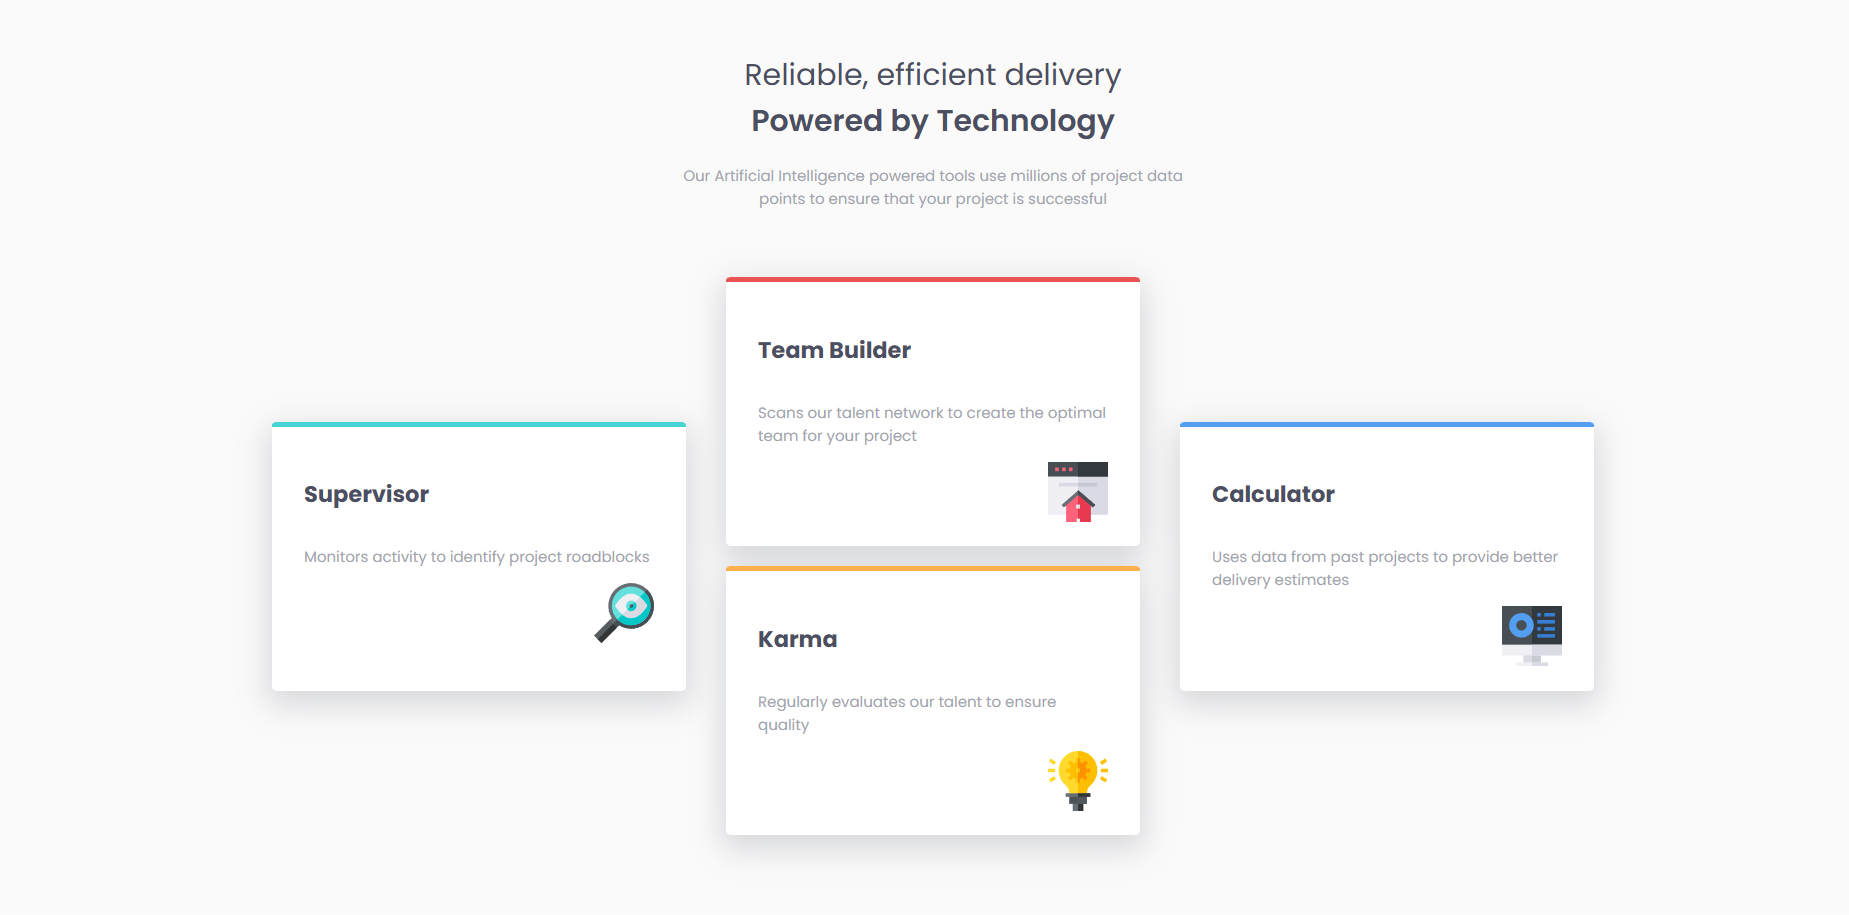 Reliable, efficient delivery
Powered by Technology
Our Artificial Intelligence powered tools use millions of project data
points to ensure that your project is successful
Supervisor
Monitors activity to identify project roadblocks
Team Builder
Scans our talent network to create the optimal
team for your project
Karma
Regularly evaluates our talent to ensure
quality
Calculator
Uses data from past projects to provide better
delivery estimates